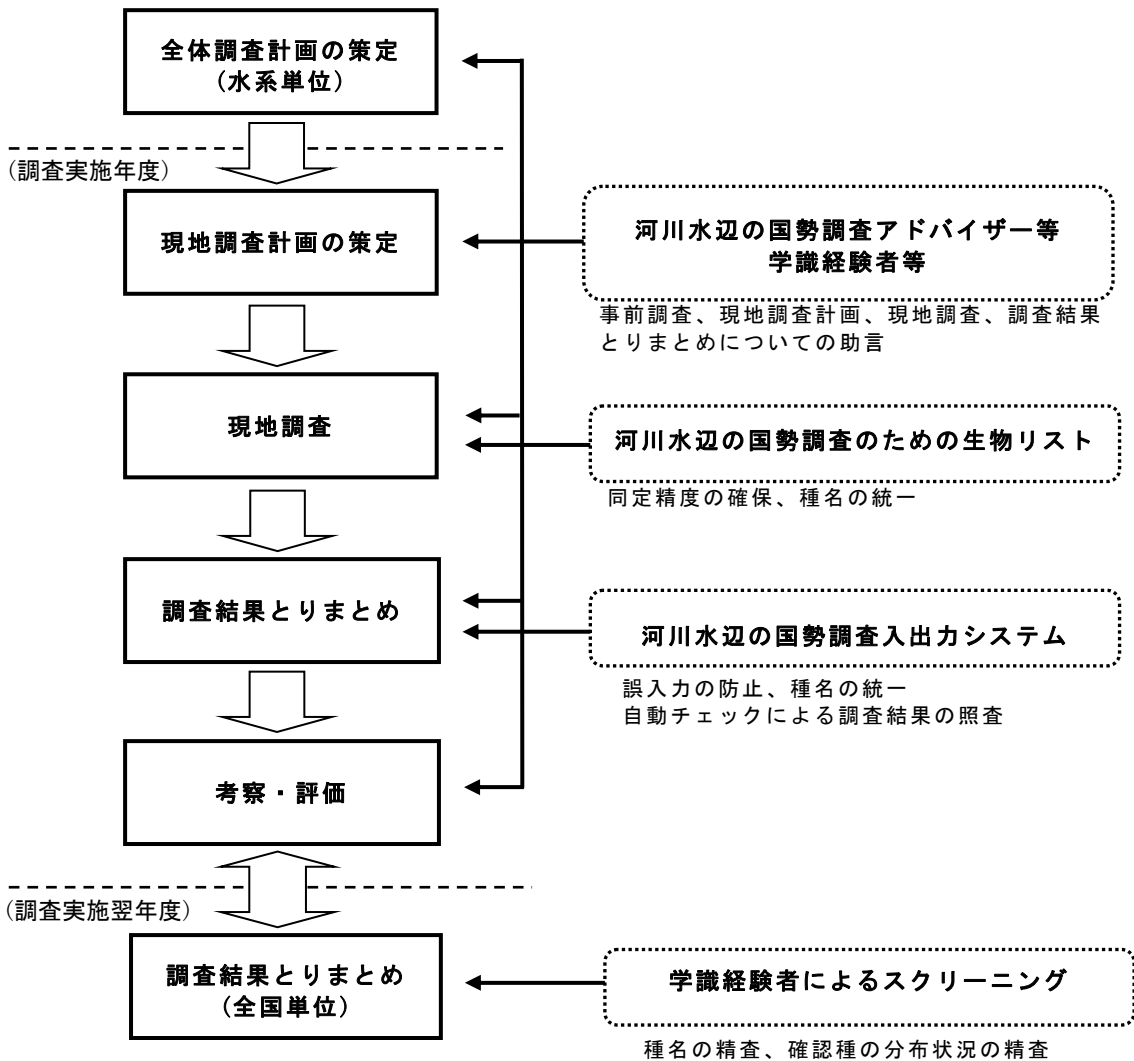 全体調査計画の策定
(水系単位)
(調査実施年度)
現地調査計画の策定
河川水辺の国勢調査アドバイザー等
学識経験者等
事前調査、現地調査計画、現地調査、調査結果
とりまとめについての助言
現地調査
河川水辺の国勢調査のための生物リスト
同定精度の確保、種名の統一
調査結果とりまとめ
河川水辺の国勢調査入出力システム
誤入力の防止、種名の統一
自動チェックによる調査結果の照査
考察・評価
(調査実施翌年度)
調査結果とりまとめ
(全国単位)
学識経験者によるスクリーニング
種名の精査、確認種の分布状況の精査